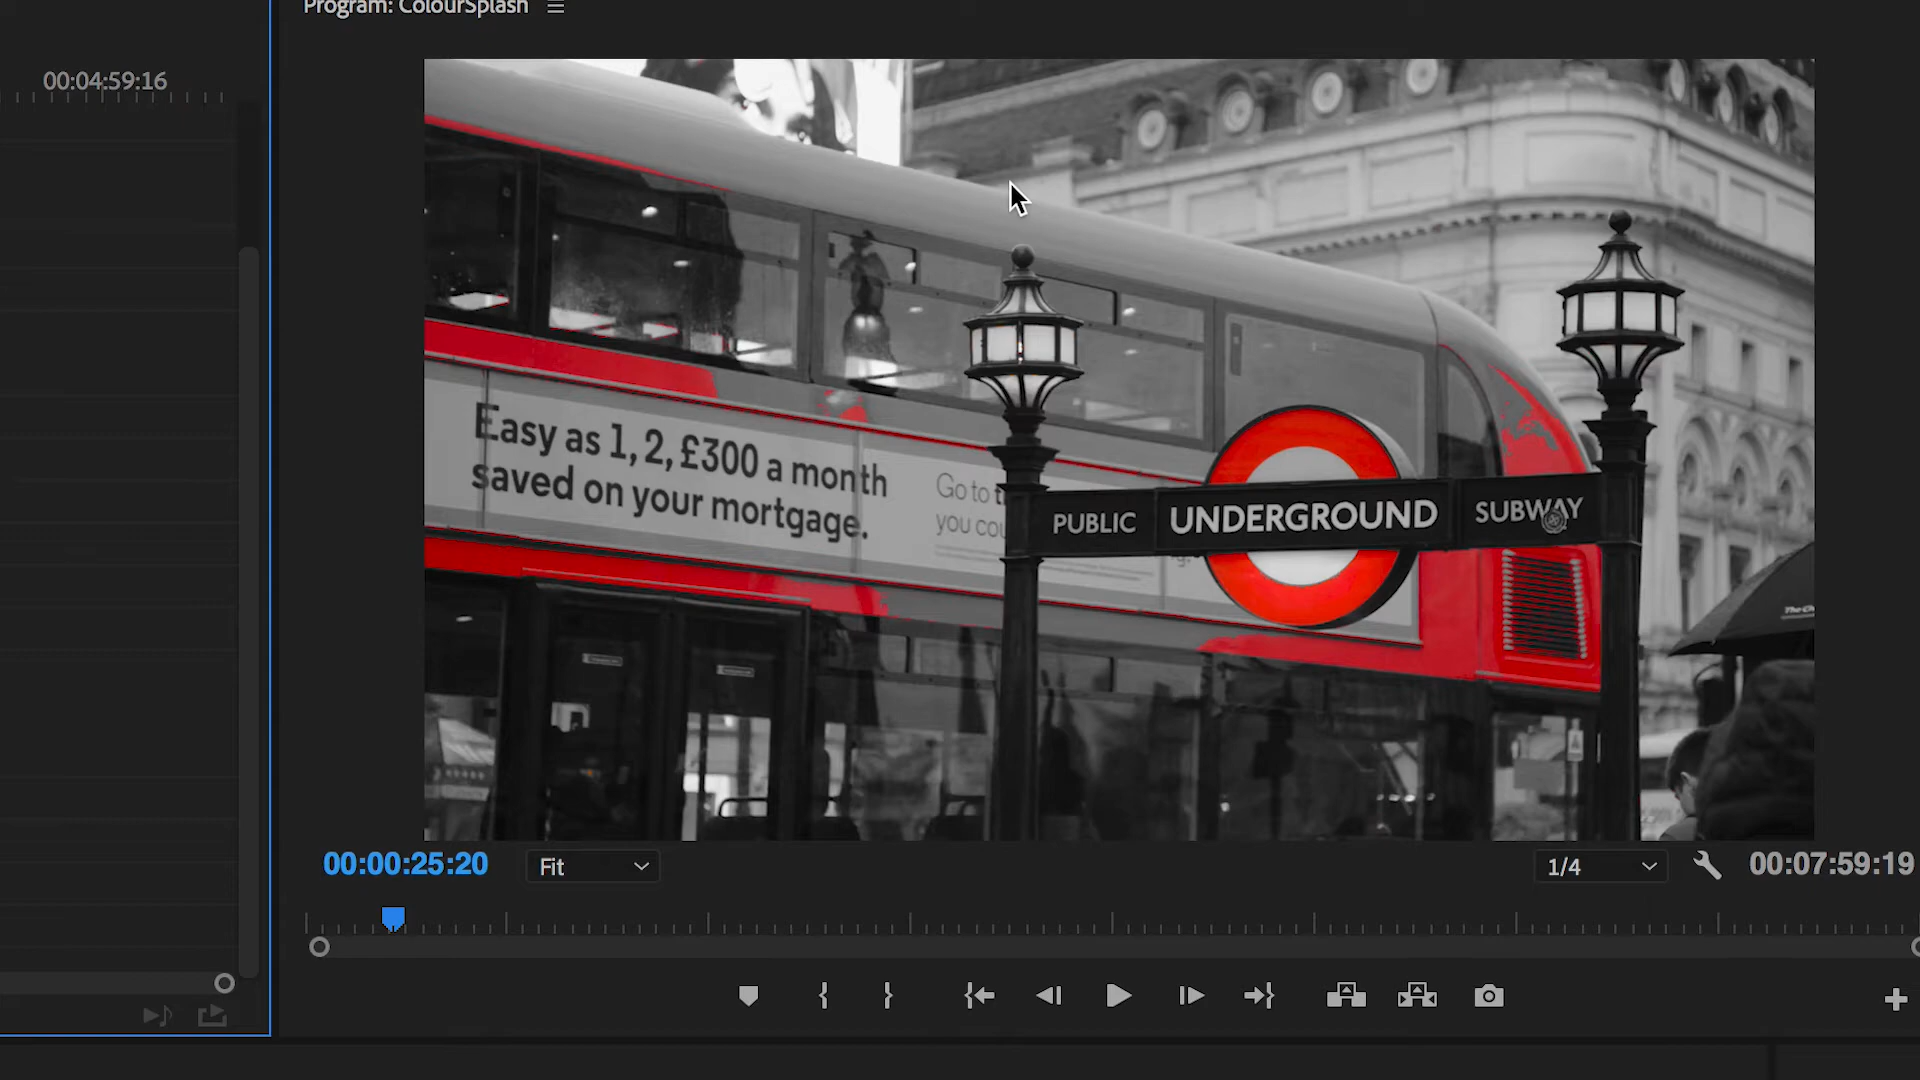 Program: ColourSplash
00:04:59:16
Easy as 1, 2, £300 a month
saved on your mortgage.
Go to
you
PUBLIC UNDERGROUND SUBWAY
00:00:25:20
Fit
1/4
00:07:59:19